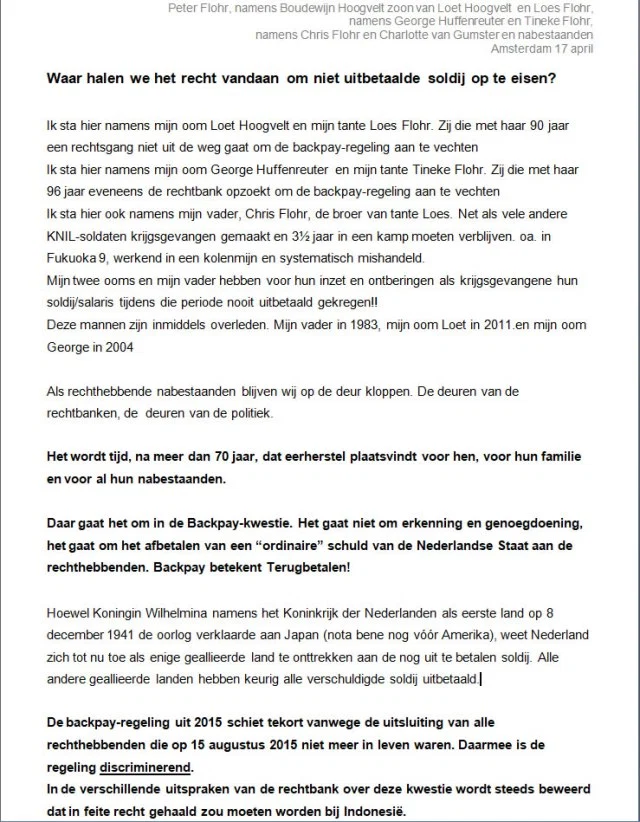 Peter Flohr, namens Boudewijn Hoogvelt zoon van Loet Hoogvelt en Loes Flohr,
namens George Huffenreuter en Tineke Flohr,
namens Chris Flohr en Charlotte van Gumster en nabestaanden
Amsterdam 17 april
Waar halen we het recht vandaan om niet uitbetaalde soldij op te eisen?
Ik sta hier namens mijn oom Loet Hoogvelt en mijn tante Loes Flohr. Zij die met haar 90 jaar
een rechtsgang niet uit de weg gaat om de backpay-regeling aan te vechten
Ik sta hier namens mijn oom George Huffenreuter en mijn tante Tineke Flohr. Zij die met haar
96 jaar eveneens de rechtbank opzoekt om de backpay-regeling aan te vechten
Ik sta hier ook namens mijn vader, Chris Flohr, de broer van tante Loes. Net als vele andere
KNIL-soldaten krijgsgevangen gemaakt en 3½ jaar in een kamp moeten verblijven. oa. in
Fukuoka 9, werkend in een kolenmijn en systematisch mishandeld.
Mijn twee ooms en mijn vader hebben voor hun inzet en ontberingen als krijgsgevangene hun
soldij/salaris tijdens die periode nooit uitbetaald gekregen!!
Deze mannen zijn inmiddels overleden. Mijn vader in 1983, mijn oom Loet in 2011.en mijn oom
George in 2004
Als rechthebbende nabestaanden blijven wij op de deur kloppen. De deuren van de
rechtbanken, de deuren van de politiek.
Het wordt tijd, na meer dan 70 jaar, dat eerherstel plaatsvindt voor hen, voor hun familie
en voor al hun nabestaanden.
Daar gaat het om in de Backpay-kwestie. Het gaat niet om erkenning en genoegdoening,
het gaat om het afbetalen van een “ordinaire” schuld van de Nederlandse Staat aan de
rechthebbenden. Backpay betekent Terugbetalen!
Hoewel Koningin Wilhelmina namens het Koninkrijk der Nederlanden als eerste land op 8
december 1941 de oorlog verklaarde aan Japan (nota bene nog vóór Amerika), weet Nederland
zich tot nu toe als enige geallieerde land te onttrekken aan de nog uit te betalen soldij. Alle
andere geallieerde landen hebben keurig alle verschuldigde soldij uitbetaald.
De backpay-regeling uit 2015 schiet tekort vanwege de uitsluiting van alle
rechthebbenden die op 15 augustus 2015 niet meer in leven waren. Daarmee is de
regeling discriminerend.
In de verschillende uitspraken van de rechtbank over deze kwestie wordt steeds beweerd
dat in feite recht gehaald zou moeten worden bij Indonesië.